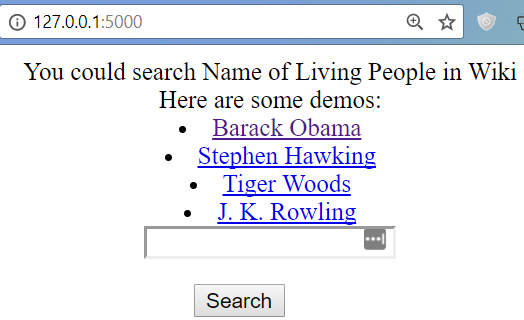 127.0.0.1:5000
You could search Name of Living People in Wiki
Here are some demos:
Barack Obama
Stephen Hawking
Tiger Woods
J. K. Rowling
Search